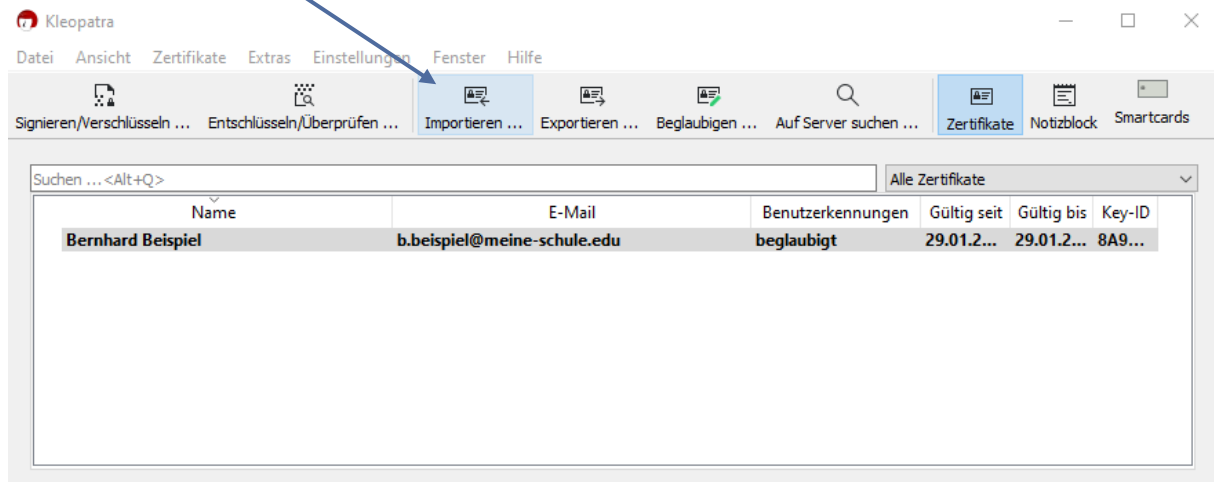 Kleopatra
Datei Ansicht Zertifikate Extras Einstellungen Fenster Hilfe
Signieren/Verschlüsseln ... Entschlüsseln/Überprüfen ... Importieren ... Exportieren ... Beglaubigen ... Auf Server suchen ... Zertifikate Notizblock Smartcards
Suchen ...<Alt+Q> Alle Zertifikate
Name E-Mail Benutzerkennungen Gültig seit Gültig bis Key-ID
Bernhard Beispiel b.beispiel@meine-schule.edu beglaubigt 29.01.2... 29.01.2... 8A9...